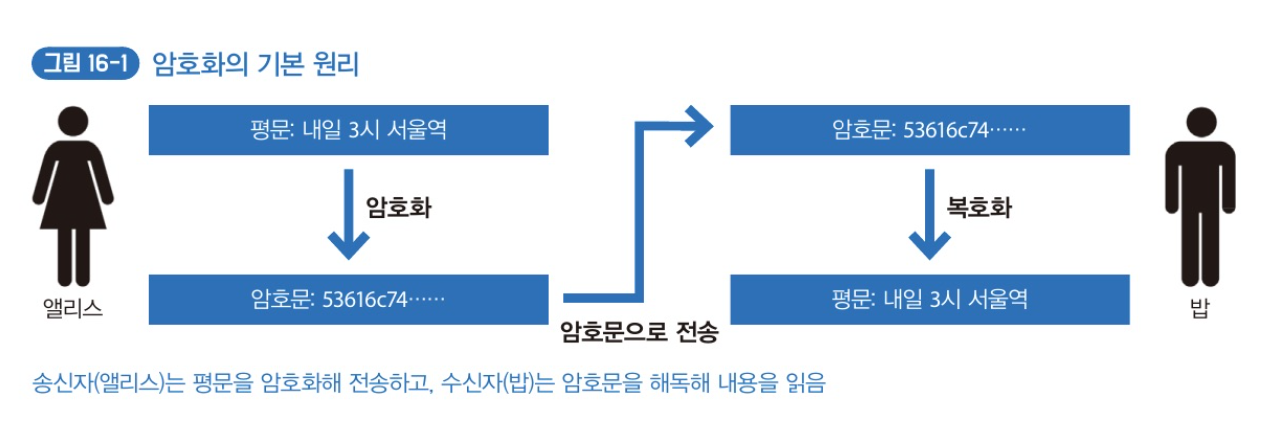 그림 16-1 암호화의 기본 원리
평문: 내일 3시 서울역
암호화
암호문: 53616c74……
앨리스
암호문으로 전송
암호문: 53616c74……
복호화
평문: 내일 3시 서울역
밥
송신자(앨리스)는 평문을 암호화해 전송하고, 수신자(밥)는 암호문을 해독해 내용을 읽음